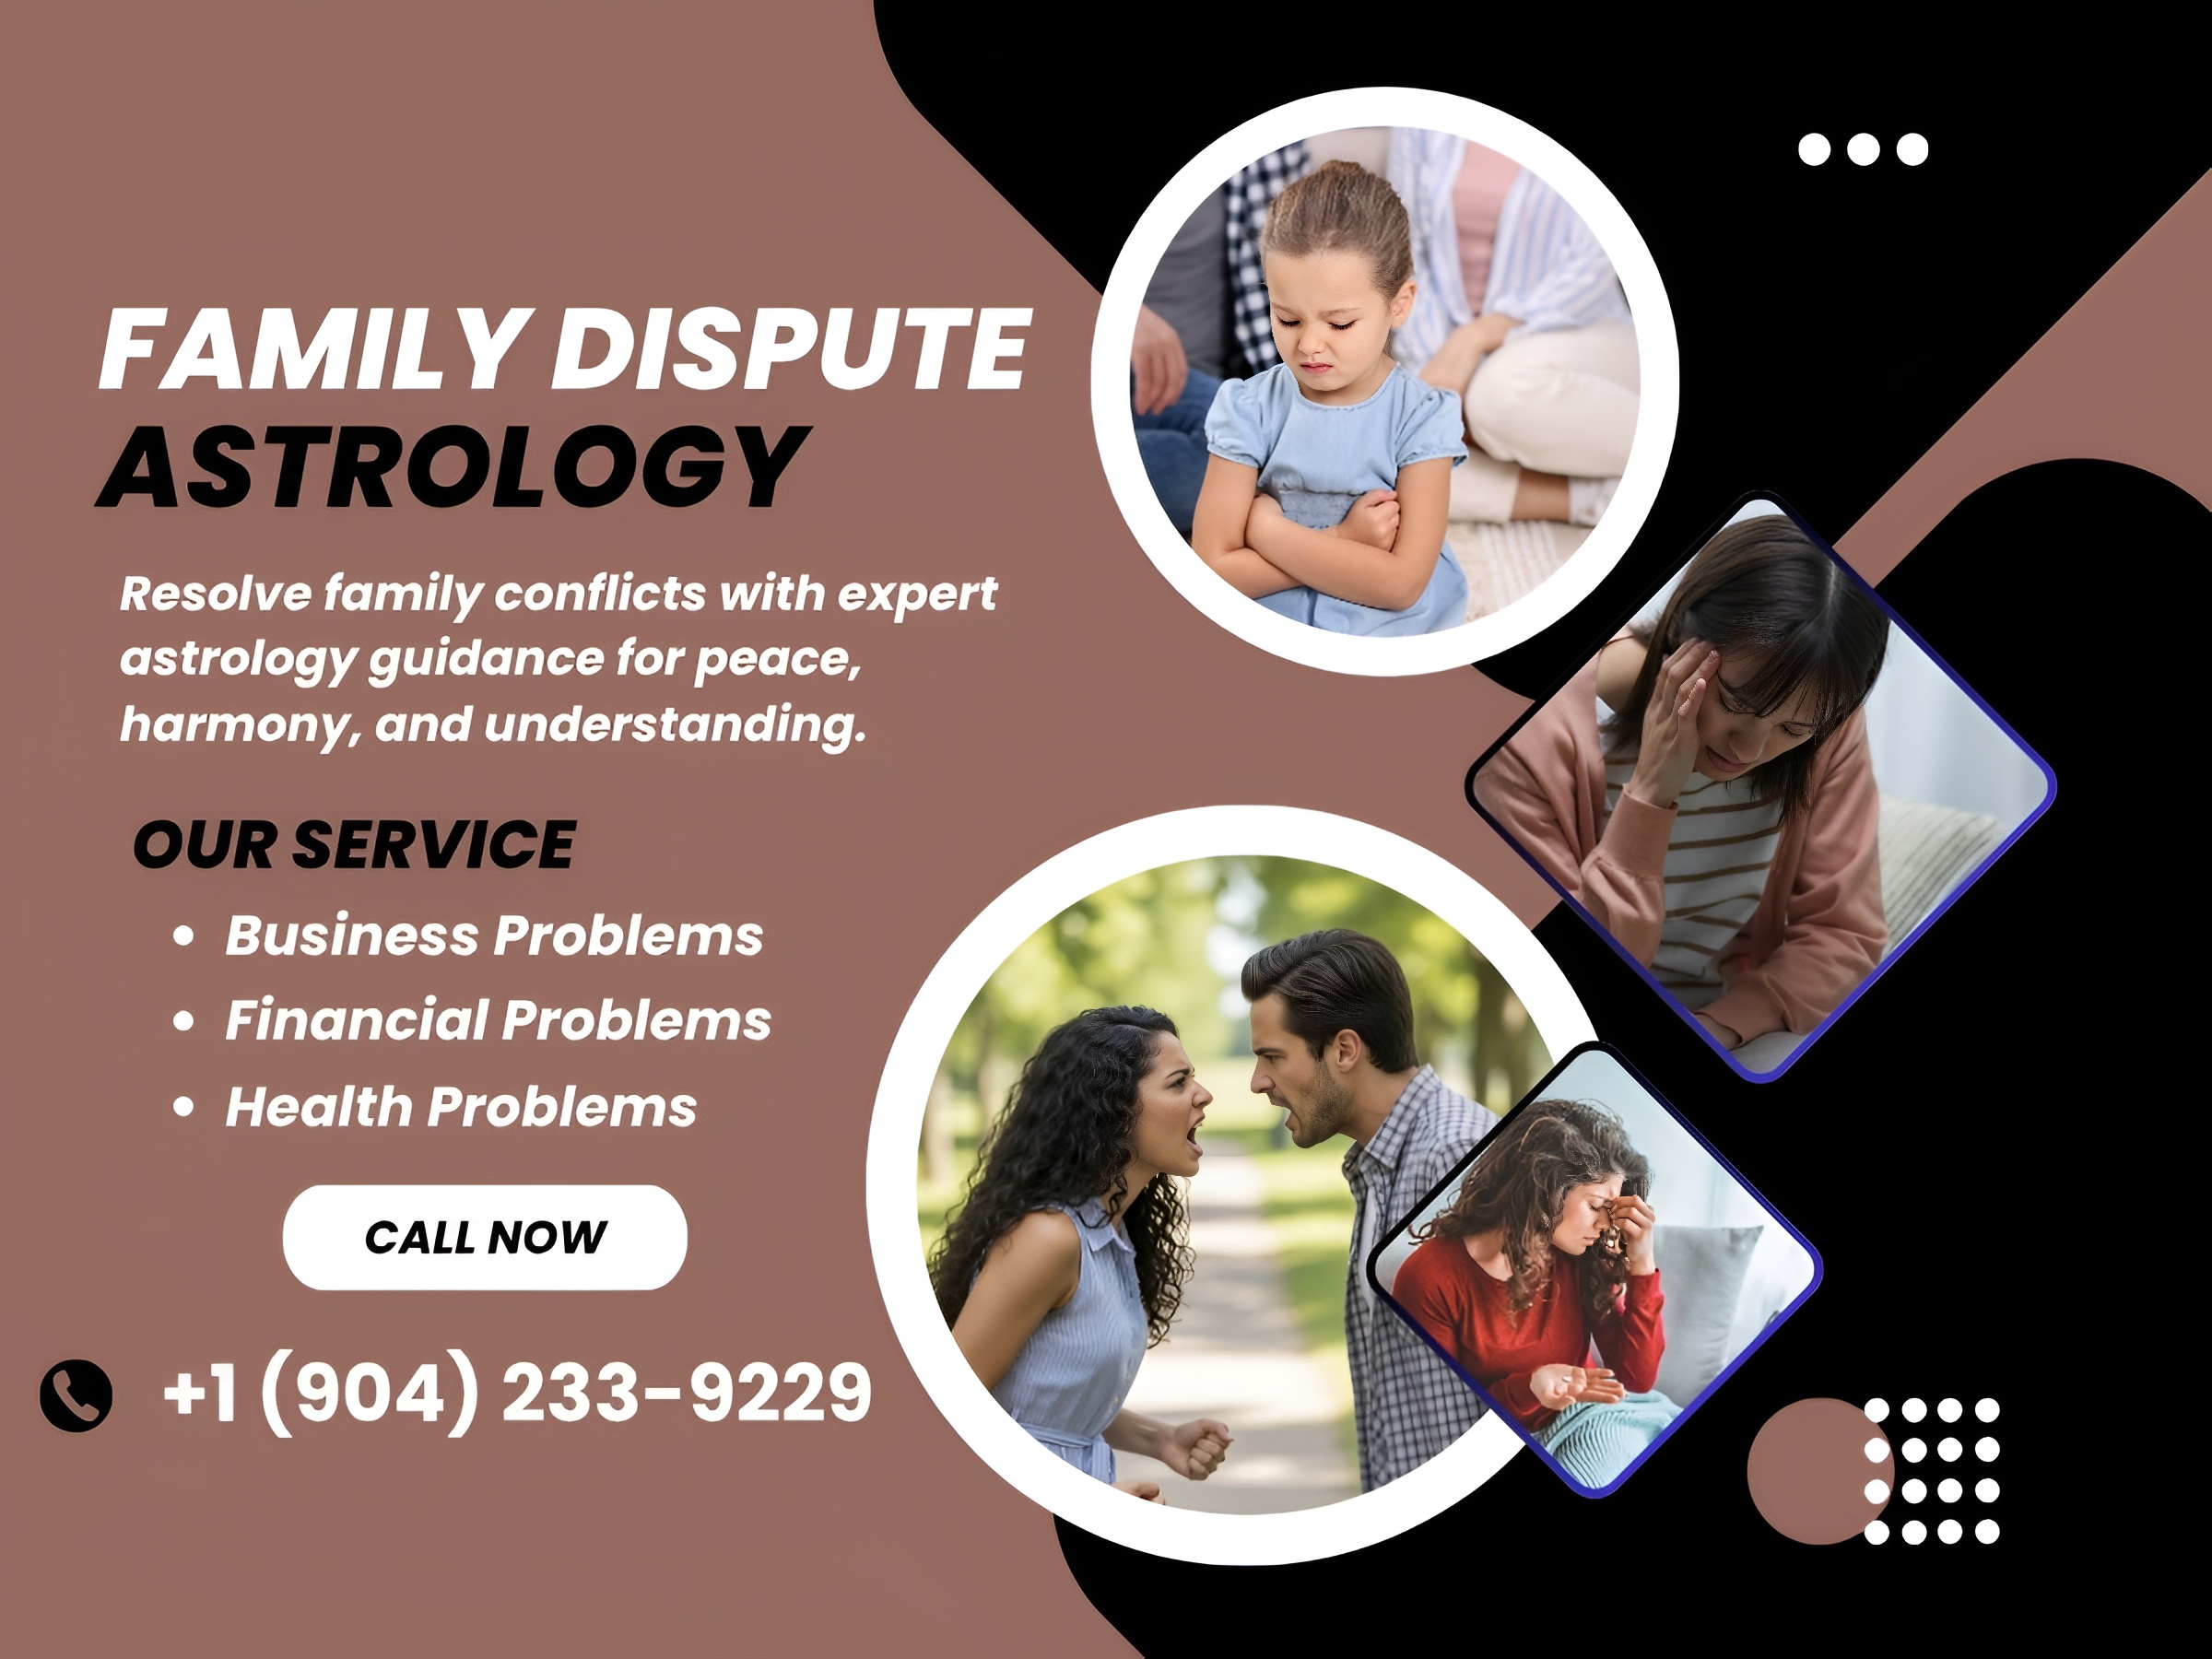 FAMILY DISPUTE
ASTROLOGY
Resolve family conflicts with expert
astrology guidance for peace,
harmony, and understanding.
OUR SERVICE
• Business Problems
• Financial Problems
• Health Problems
CALL NOW
+1 (904) 233-9229